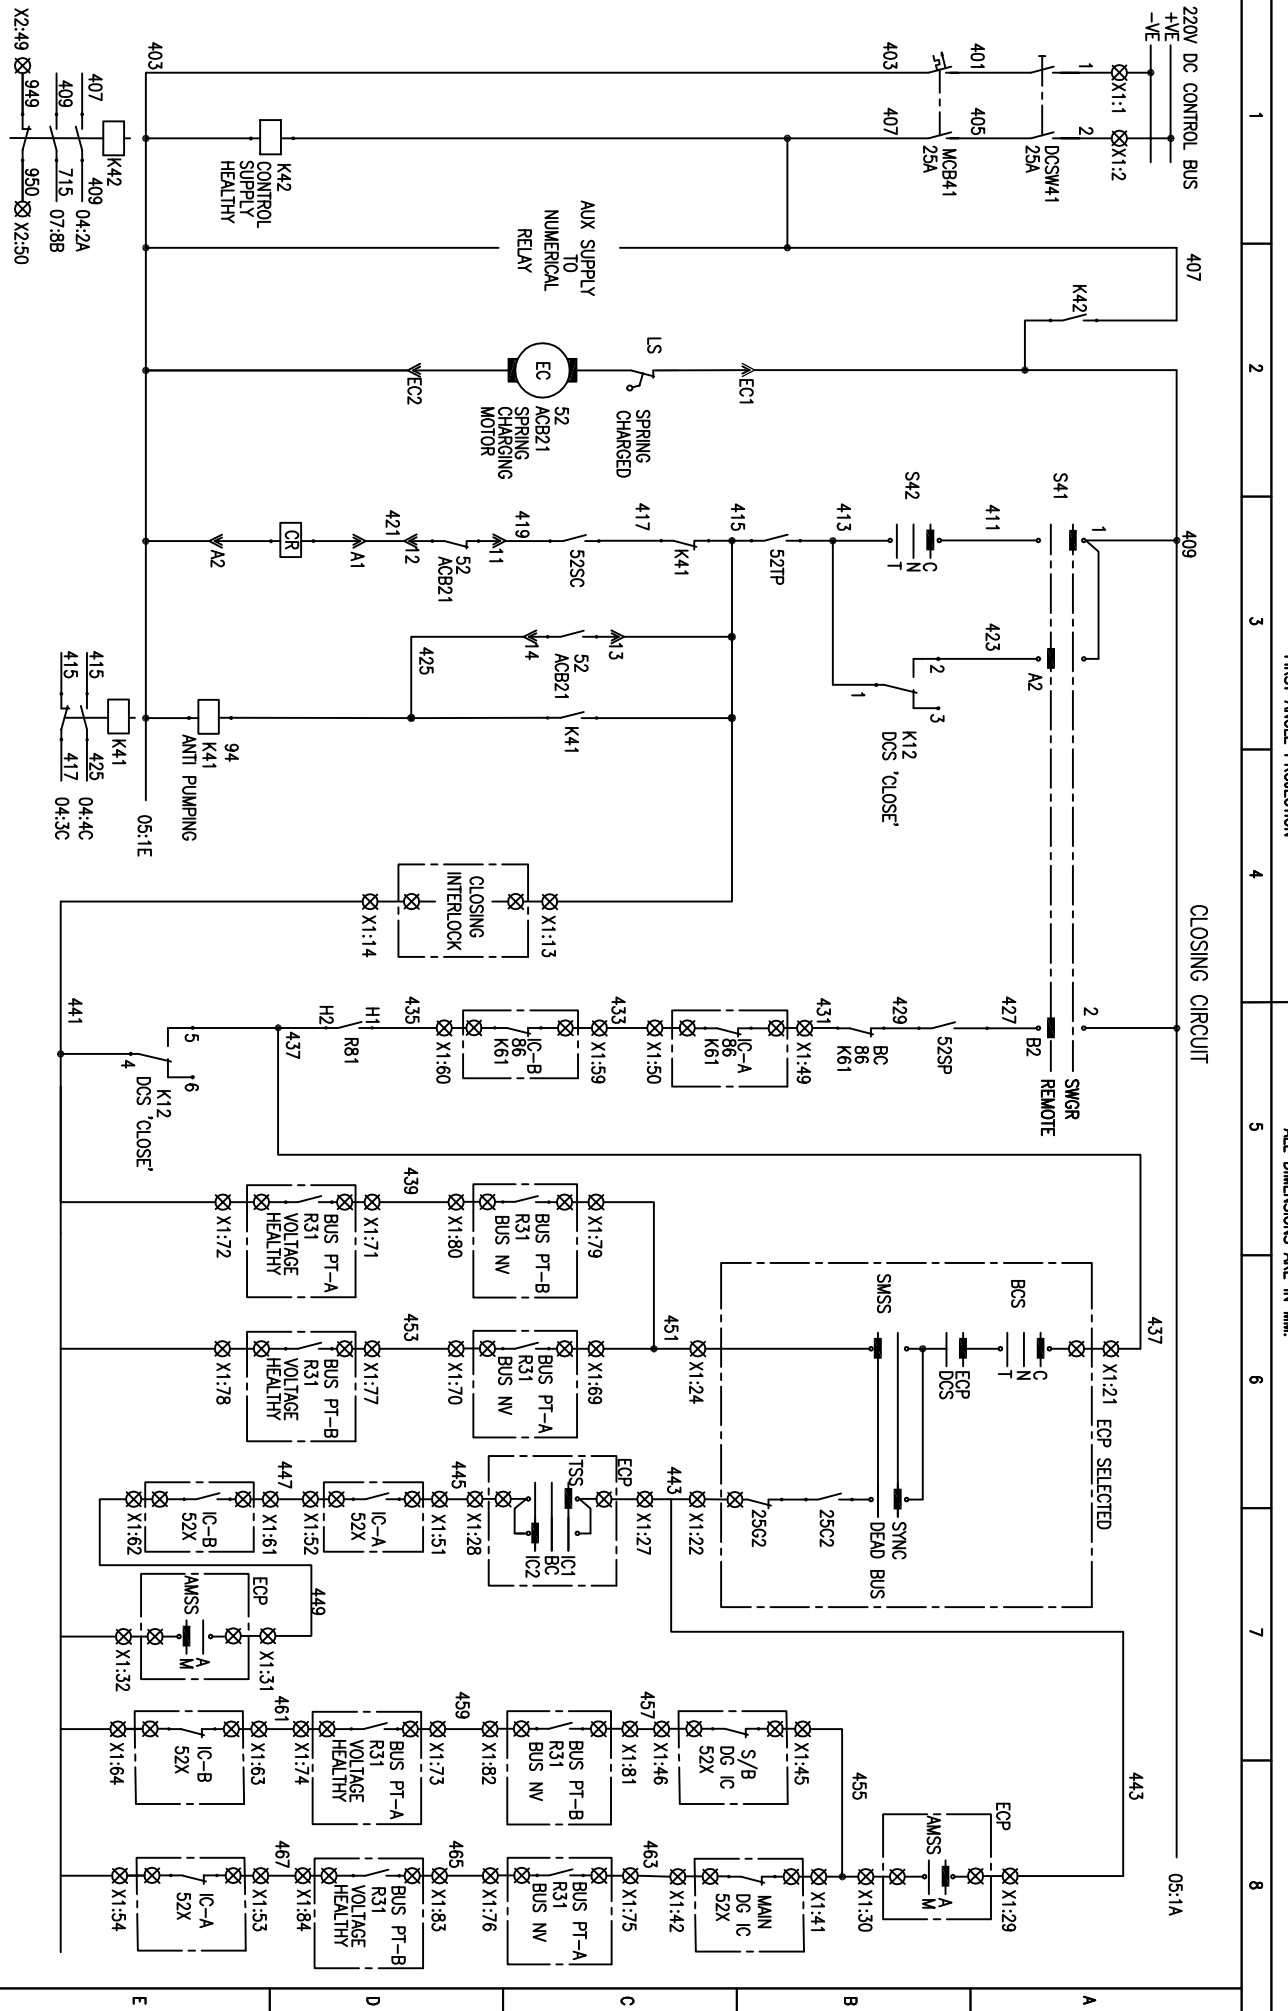 FIRST ANGLE PROJECTION
ALL DIMENSIONS ARE IN MM.
1
2
3
4
5
6
7
8
A
B
C
D
E
CLOSING CIRCUIT
220V DC CONTROL BUS
+VE
-VE
X1:1
X1:2
1
2
DCSW41
25A
401
405
MCB41
25A
403
407
403
K42
CONTROL
SUPPLY
HEALTHY
AUX SUPPLY
TO
NUMERICAL
RELAY
407
K42
EC1
LS
SPRING
CHARGED
EC
52
ACB21
SPRING
CHARGING
MOTOR
EC2
409
S41
1
411
S42
C
N
T
413
52TP
415
K41
417
52SC
419
11
52
ACB21
12
421
A1
CR
A2
A2
423
2
3
1
K12
DCS 'CLOSE'
13
52
ACB21
14
425
K41
94
K41
ANTI PUMPING
05:1E
X1:13
CLOSING
INTERLOCK
X1:14
2
SWGR
REMOTE
B2
427
52SP
429
BC
86
K61
431
X1:49
IC-A
86
K61
X1:50
433
X1:59
IC-B
86
K61
X1:60
435
H1
R81
H2
437
5
6
4
K12
DCS 'CLOSE'
441
437
X1:21
ECP SELECTED
BCS
C
N
T
ECP
DCS
SMSS
SYNC
DEAD BUS
25C2
25G2
X1:24
X1:22
451
443
X1:79
BUS PT-B
R31
BUS NV
X1:80
439
X1:71
BUS PT-A
R31
VOLTAGE
HEALTHY
X1:72
X1:69
BUS PT-A
R31
BUS NV
X1:70
453
X1:77
BUS PT-B
R31
VOLTAGE
HEALTHY
X1:78
X1:27
ECP
TSS
IC1
BC
IC2
X1:28
445
X1:51
IC-A
52X
X1:52
447
X1:61
IC-B
52X
X1:62
449
X1:31
ECP
AMSS
A
M
X1:32
443
X1:29
ECP
AMSS
A
M
X1:30
455
X1:45
S/B
DG IC
52X
X1:46
457
X1:81
BUS PT-B
R31
BUS NV
X1:82
459
X1:73
BUS PT-A
R31
VOLTAGE
HEALTHY
X1:74
461
X1:63
IC-B
52X
X1:64
X1:41
MAIN
DG IC
52X
X1:42
463
X1:75
BUS PT-A
R31
BUS NV
X1:76
465
X1:83
BUS PT-B
R31
VOLTAGE
HEALTHY
X1:84
467
X1:53
IC-A
52X
X1:54
05:1A
K42
407
409
04:2A
409
715
07:8B
X2:49
949
950
X2:50
K41
415
425
04:4C
415
417
04:3C